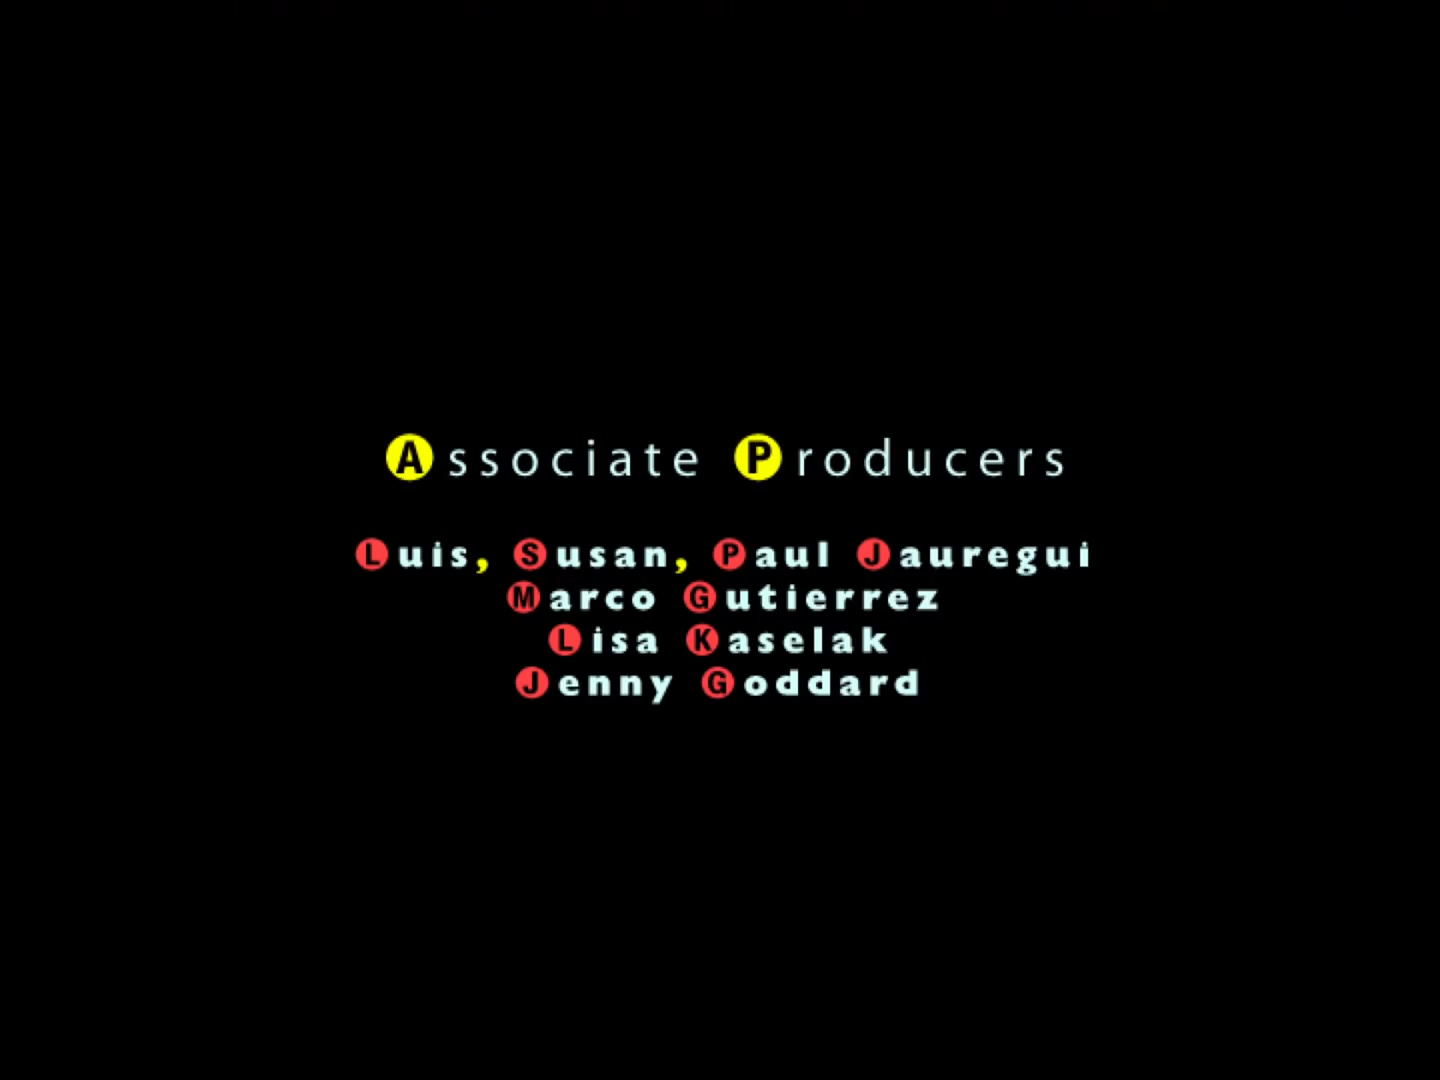 Associate Producers
Luis, Susan, Paul Jauregui
Marco Gutierrez
Lisa Kaselak
Jenny Goddard